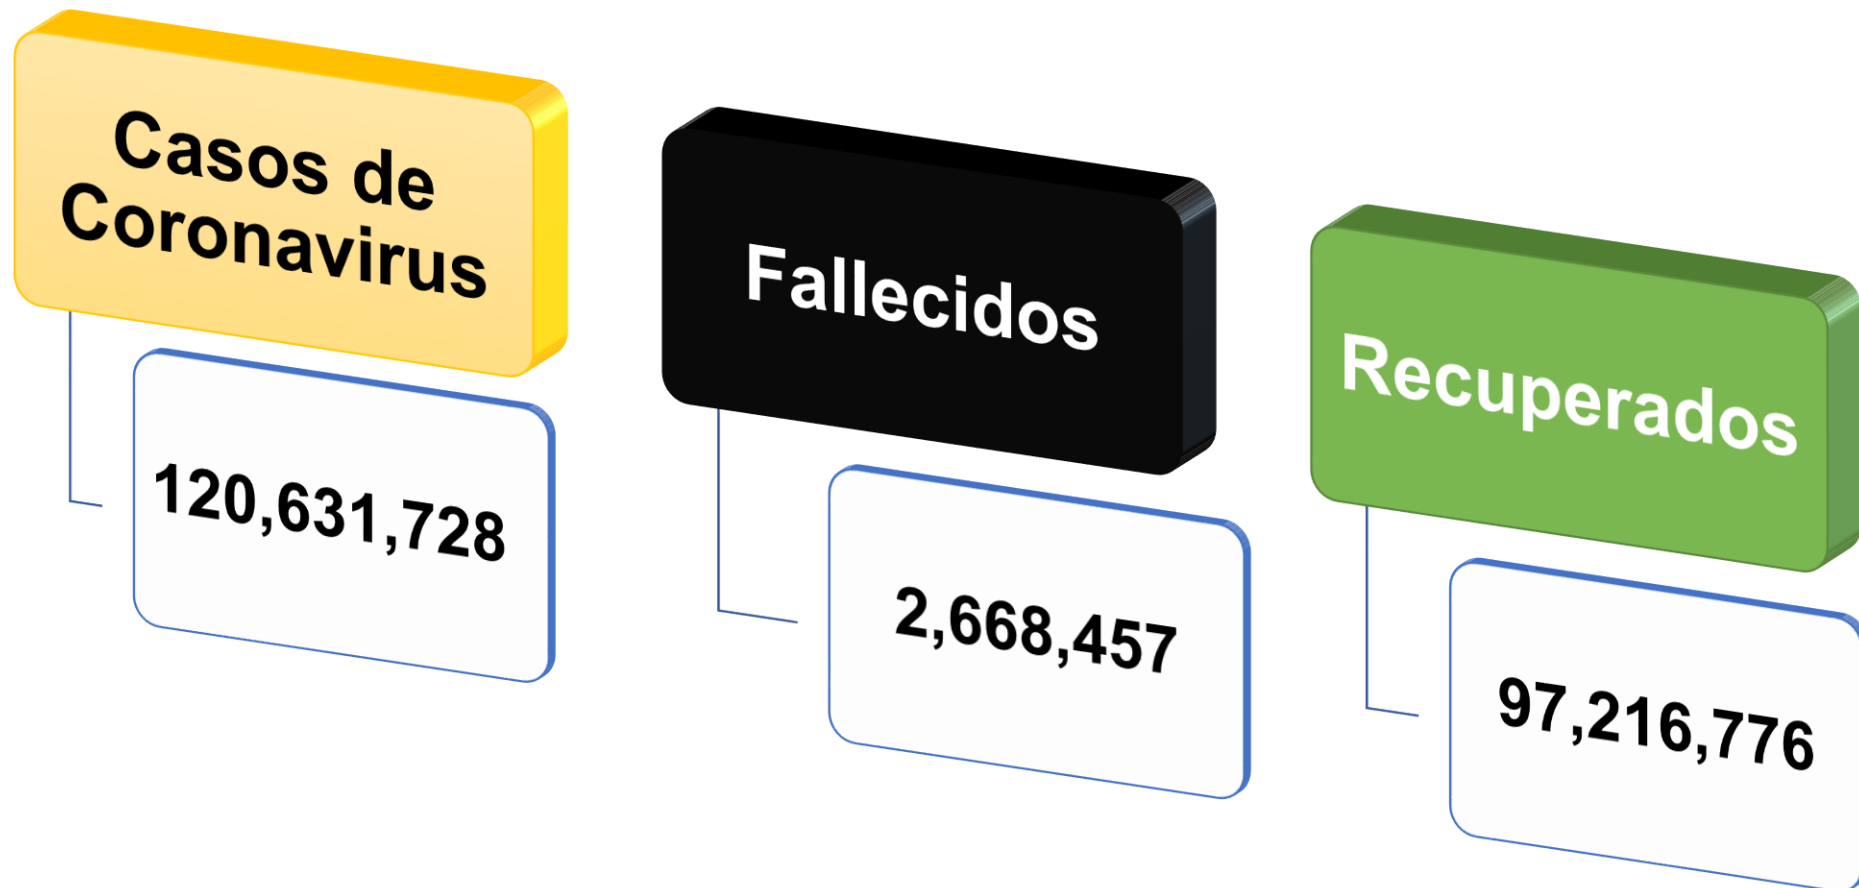 Casos de
Coronavirus
120,631,728
Fallecidos
2,668,457
Recuperados
97,216,776